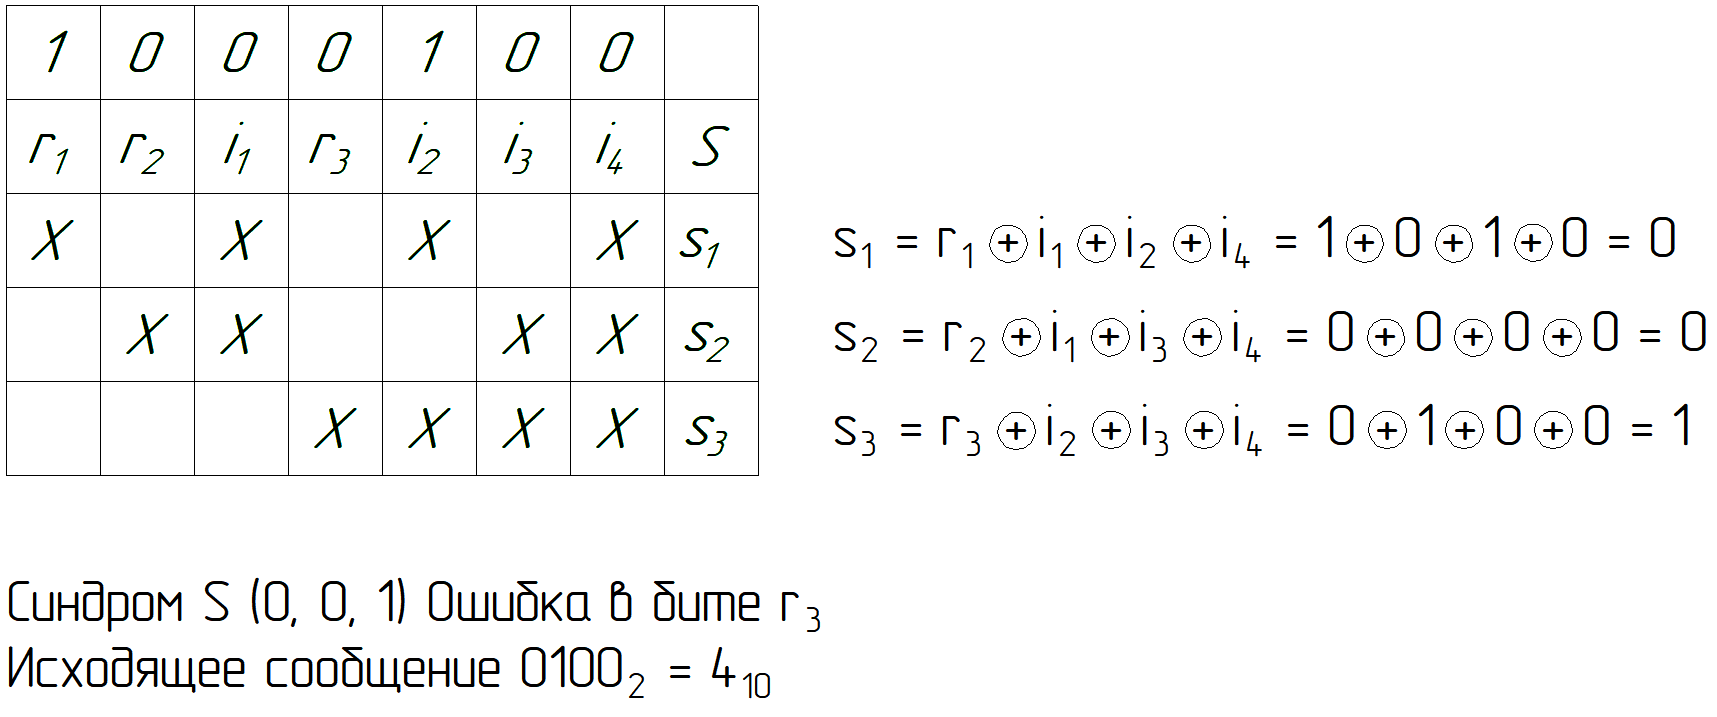 1 0 0 0 1 0 0
r₁ r₂ i₁ r₃ i₂ i₃ i₄ S
X X X X s₁
X X X X s₂
X X X X s₃
s₁ = r₁ ⊕ i₁ ⊕ i₂ ⊕ i₄ = 1 ⊕ 0 ⊕ 1 ⊕ 0 = 0
s₂ = r₂ ⊕ i₁ ⊕ i₃ ⊕ i₄ = 0 ⊕ 0 ⊕ 0 ⊕ 0 = 0
s₃ = r₃ ⊕ i₂ ⊕ i₃ ⊕ i₄ = 0 ⊕ 1 ⊕ 0 ⊕ 0 = 1
Синдром S (0, 0, 1) Ошибка в бите r₃
Исходящее сообщение 0100₂ = 4₁₀